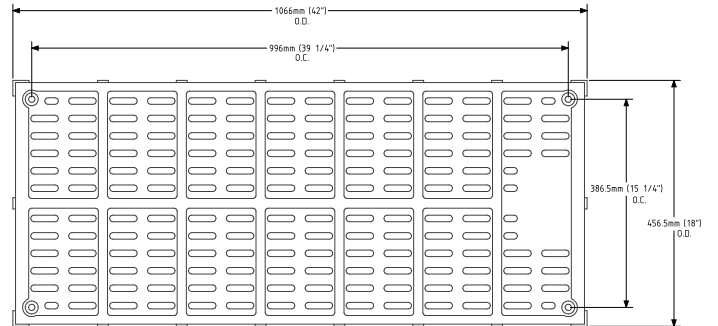 1066mm (42")
O.D.
996mm (39 1/4")
O.C.
386.5mm (15 1/4")
O.C.
456.5mm (18")
O.D.